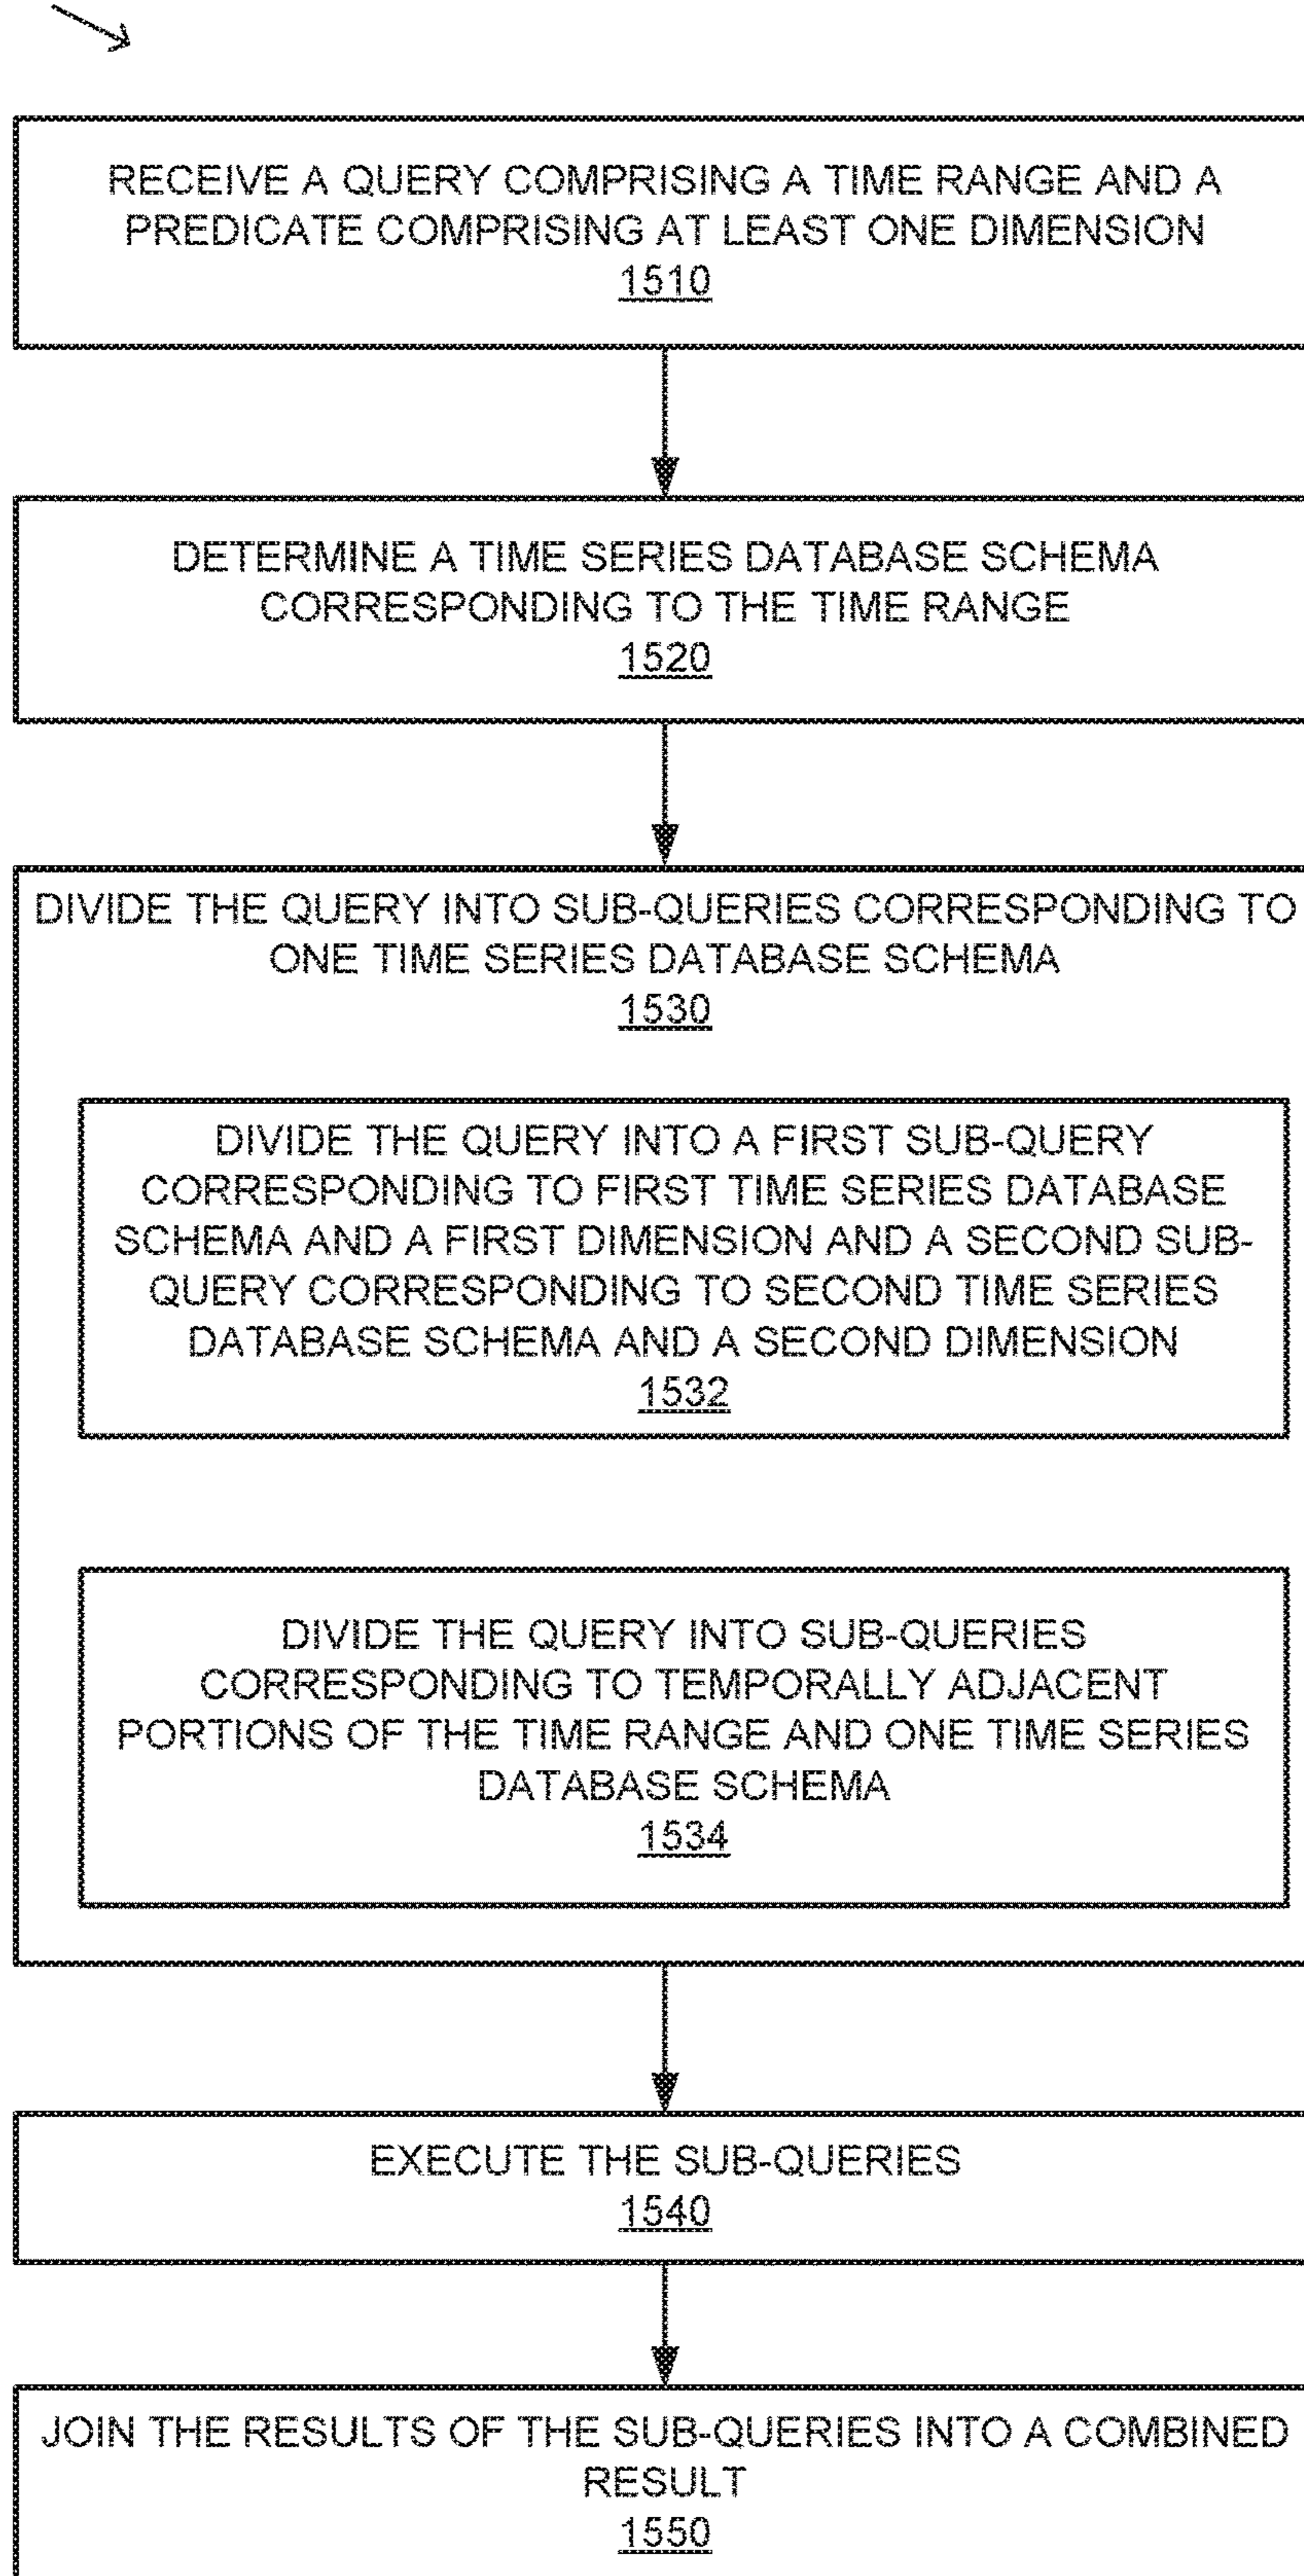 RECEIVE A QUERY COMPRISING A TIME RANGE AND A
PREDICATE COMPRISING AT LEAST ONE DIMENSION
1510
DETERMINE A TIME SERIES DATABASE SCHEMA
CORRESPONDING TO THE TIME RANGE
1520
DIVIDE THE QUERY INTO SUB-QUERIES CORRESPONDING TO
ONE TIME SERIES DATABASE SCHEMA
1530
DIVIDE THE QUERY INTO A FIRST SUB-QUERY
CORRESPONDING TO FIRST TIME SERIES DATABASE
SCHEMA AND A FIRST DIMENSION AND A SECOND SUB-
QUERY CORRESPONDING TO SECOND TIME SERIES
DATABASE SCHEMA AND A SECOND DIMENSION
1532
DIVIDE THE QUERY INTO SUB-QUERIES
CORRESPONDING TO TEMPORALLY ADJACENT
PORTIONS OF THE TIME RANGE AND ONE TIME SERIES
DATABASE SCHEMA
1534
EXECUTE THE SUB-QUERIES
1540
JOIN THE RESULTS OF THE SUB-QUERIES INTO A COMBINED
RESULT
1550